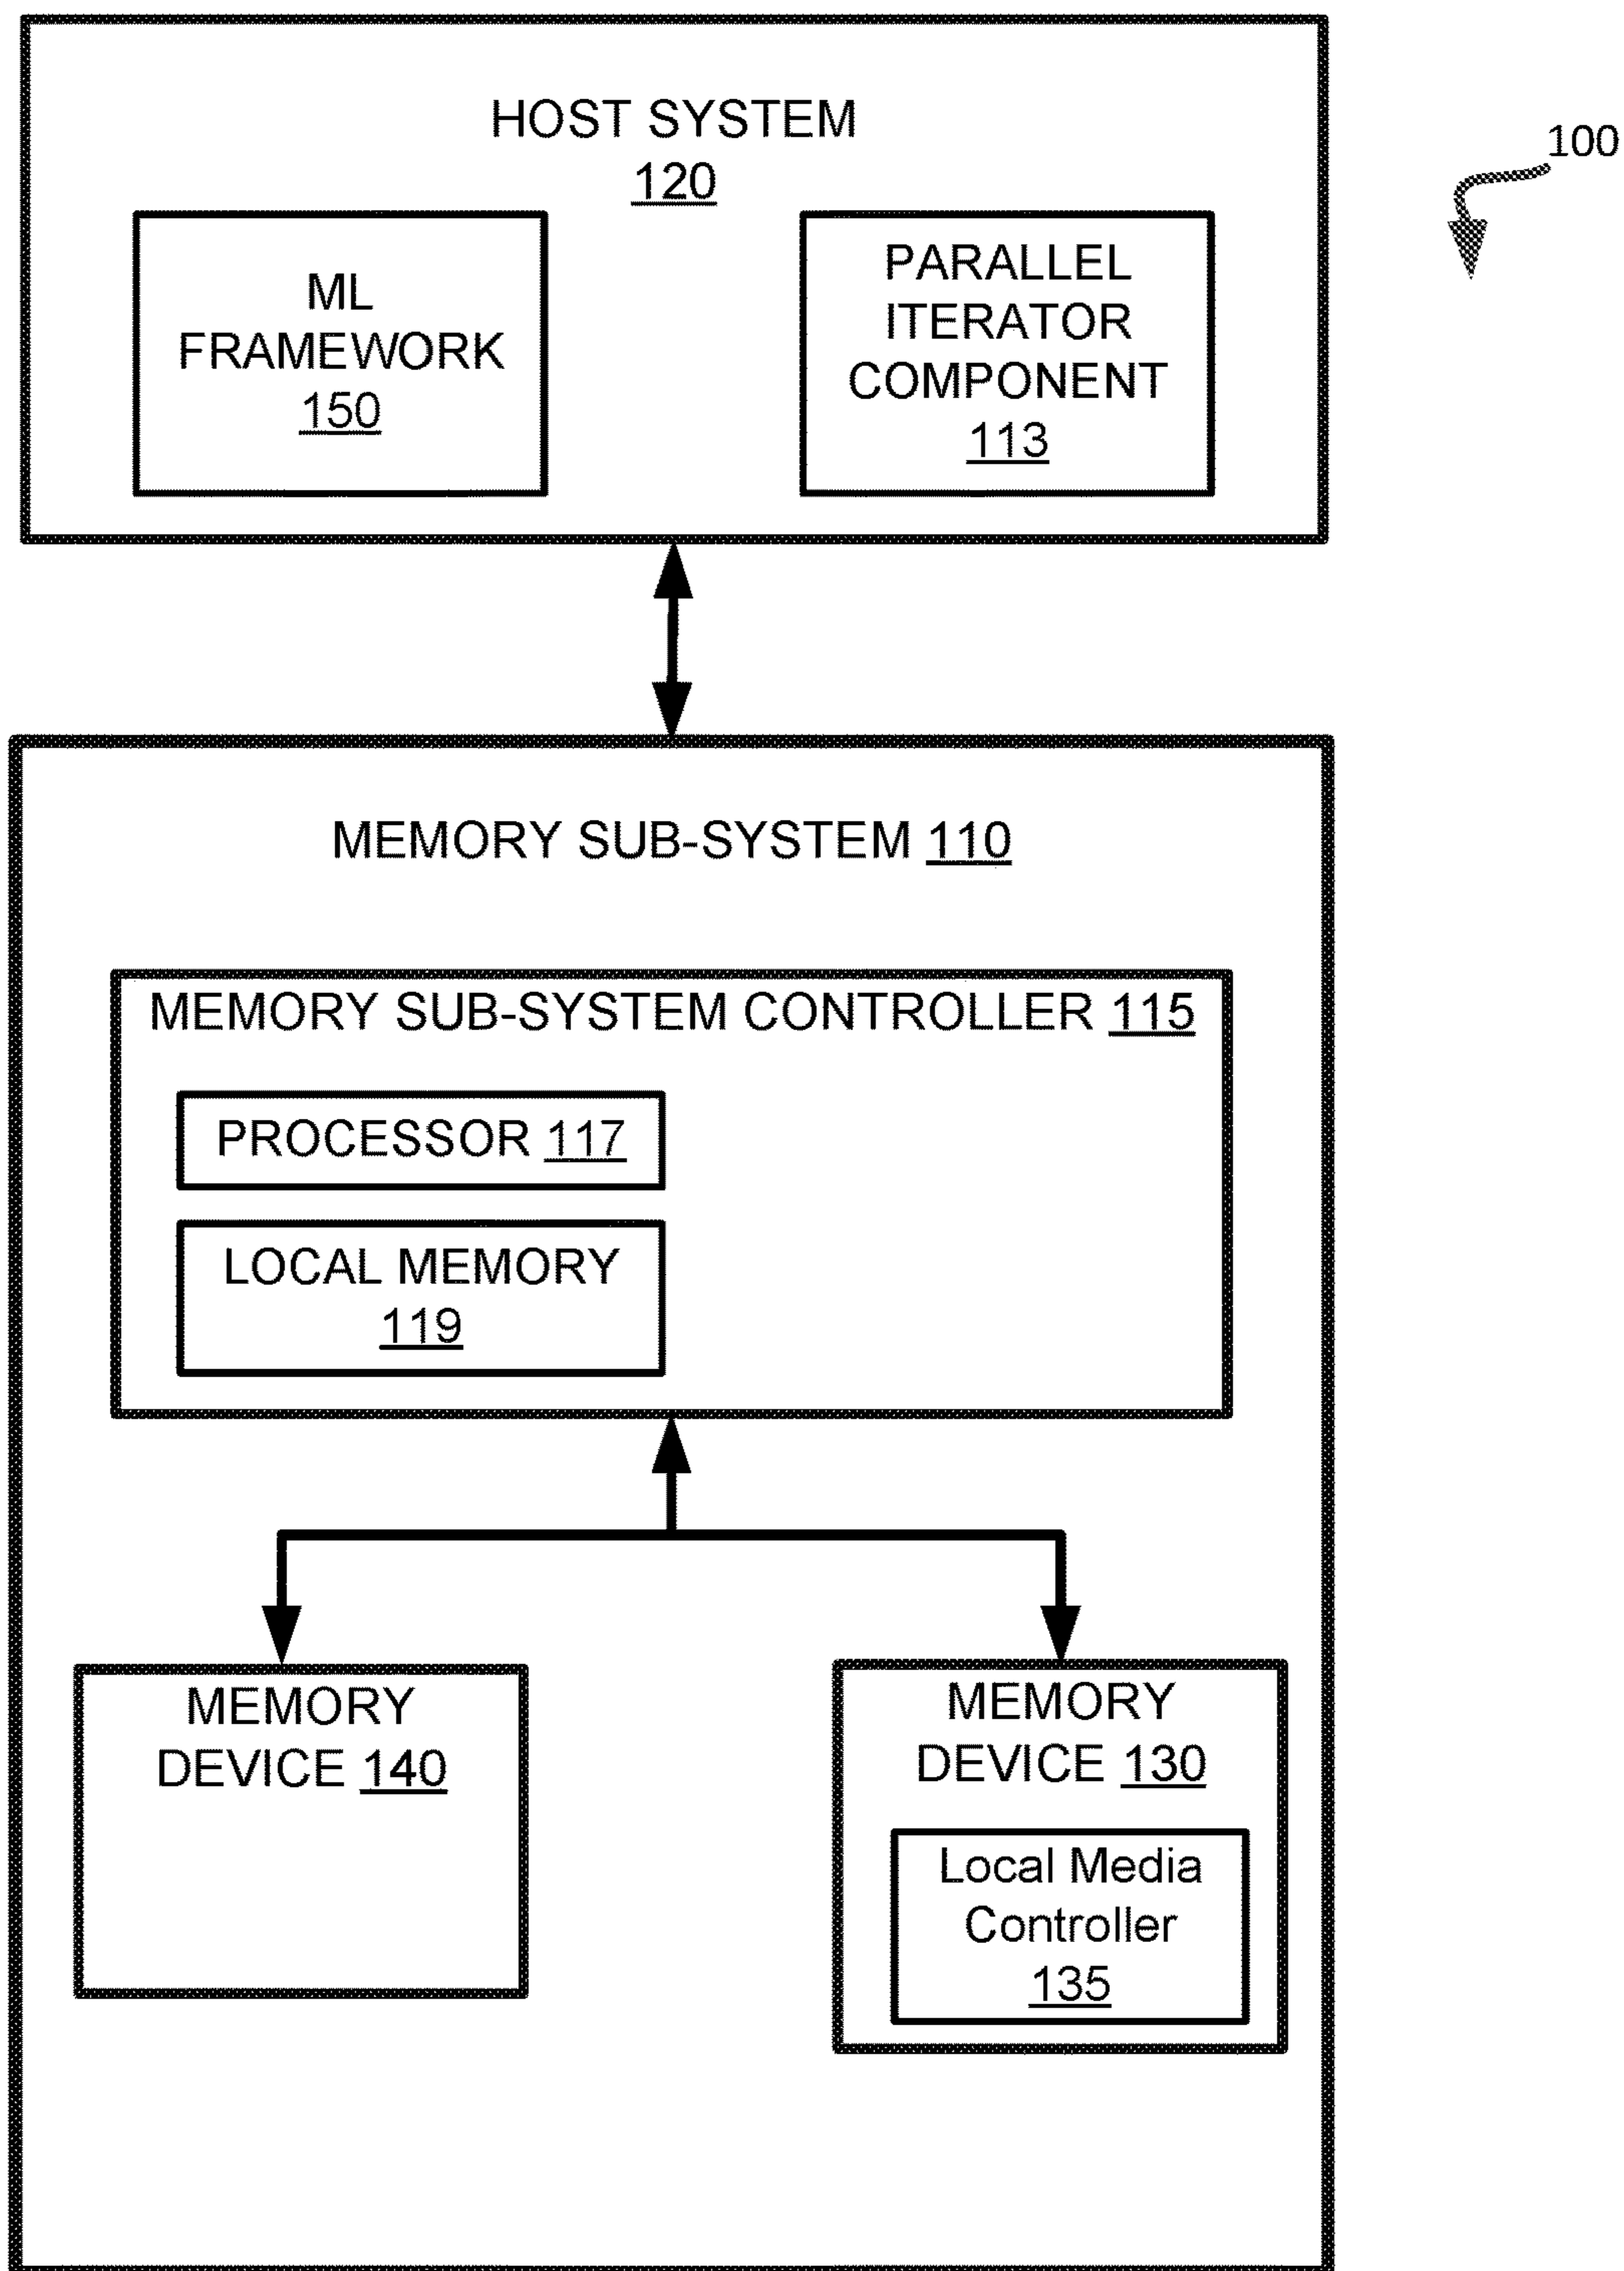 HOST SYSTEM
120
100
ML
FRAMEWORK
150
PARALLEL
ITERATOR
COMPONENT
113
MEMORY SUB-SYSTEM 110
MEMORY SUB-SYSTEM CONTROLLER 115
PROCESSOR 117
LOCAL MEMORY
119
MEMORY
DEVICE 140
MEMORY
DEVICE 130
Local Media
Controller
135